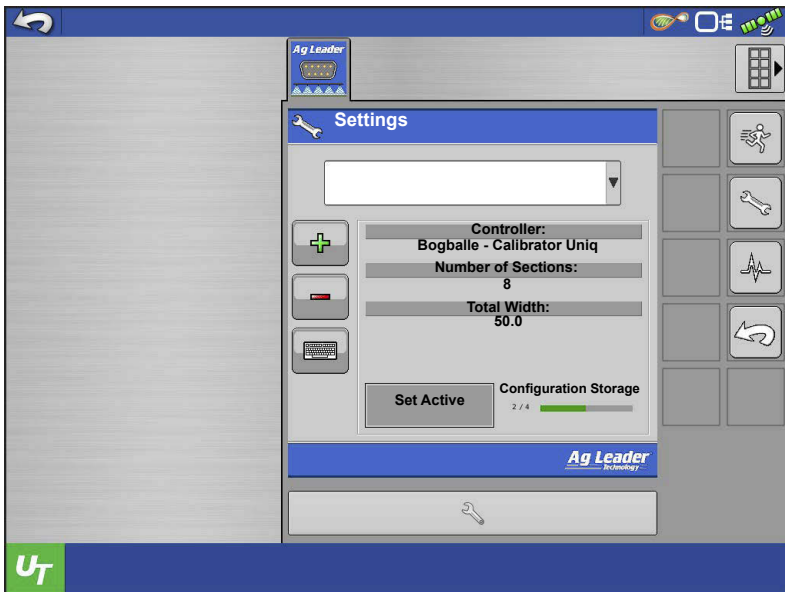 Ag Leader
Settings
Controller:
Bogballe - Calibrator Uniq
Number of Sections:
8
Total Width:
50.0
Set Active
Configuration Storage
2 / 4
Ag Leader
Technology
UT